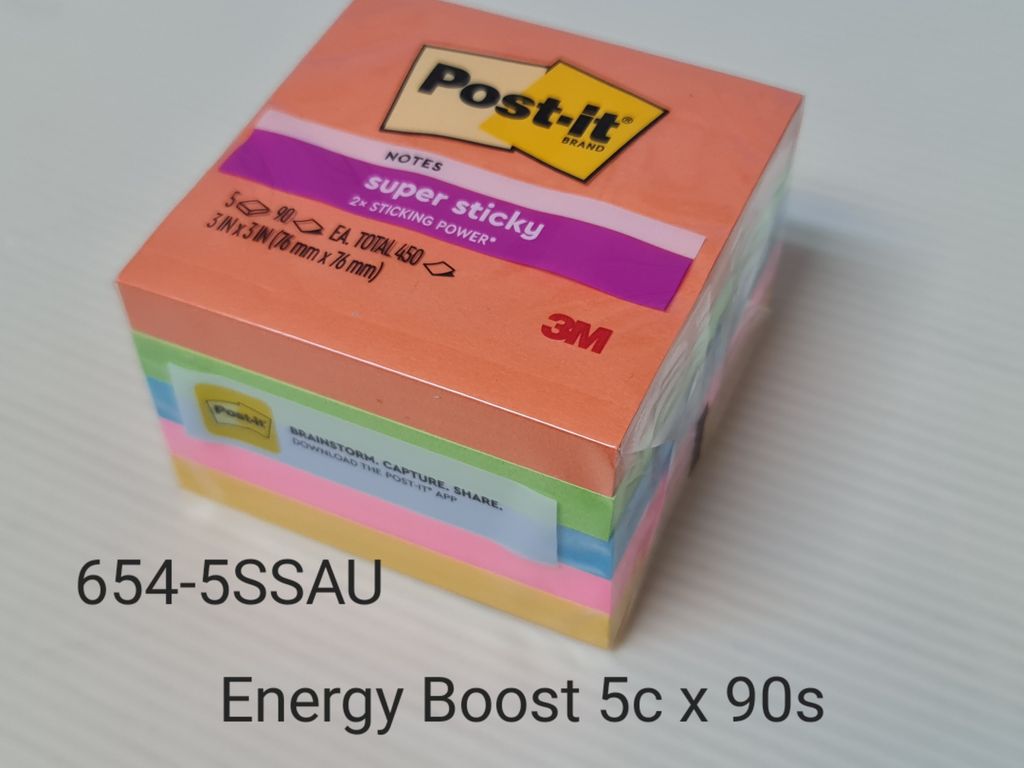 Post-it®
BRAND
NOTES
super sticky
2x STICKING POWER*
5 90 EA. TOTAL 450
3 IN x 3 IN (76 mm x 76 mm)
3M
Post-it
BRAINSTORM. CAPTURE. SHARE.
DOWNLOAD THE POST-IT® APP
654-5SSAU
Energy Boost 5c x 90s